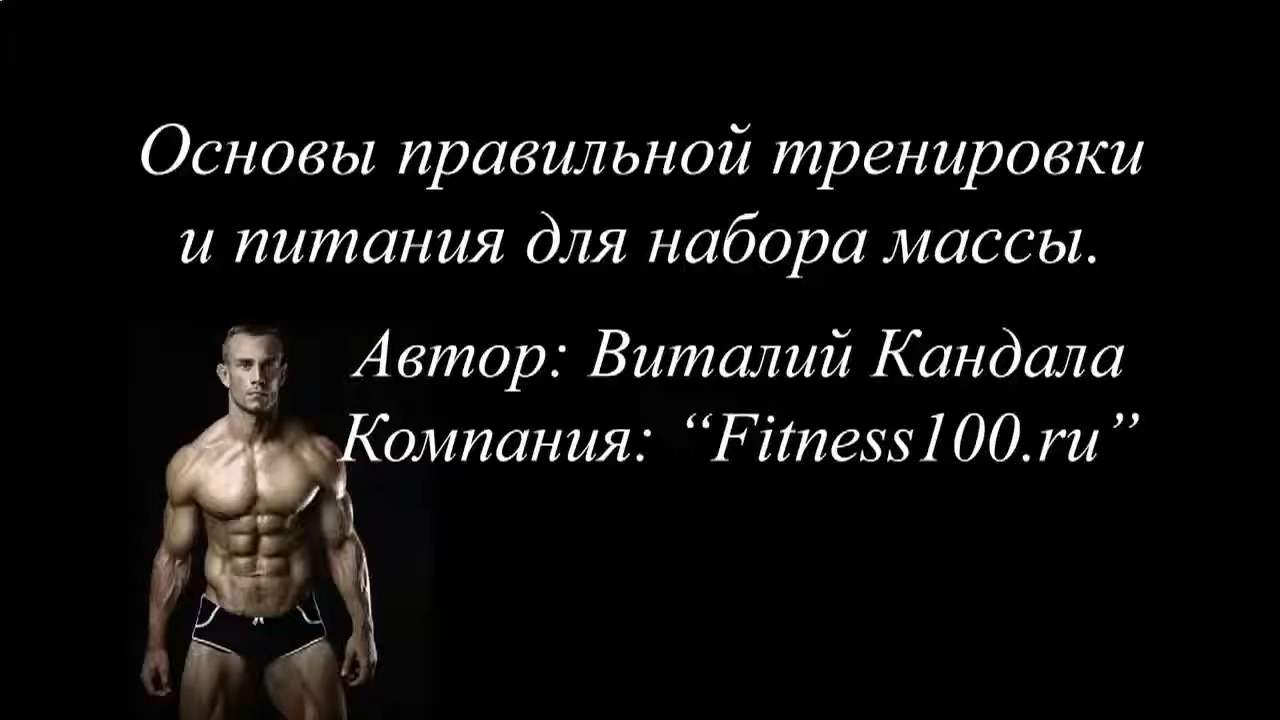 Основы правильной тренировки
и питания для набора массы.
Автор: Виталий Кандала
Компания: “Fitness100.ru”